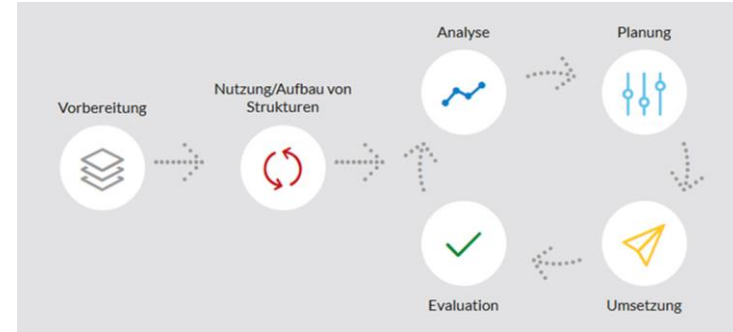 Vorbereitung
Nutzung/Aufbau von
Strukturen
Analyse
Planung
Umsetzung
Evaluation